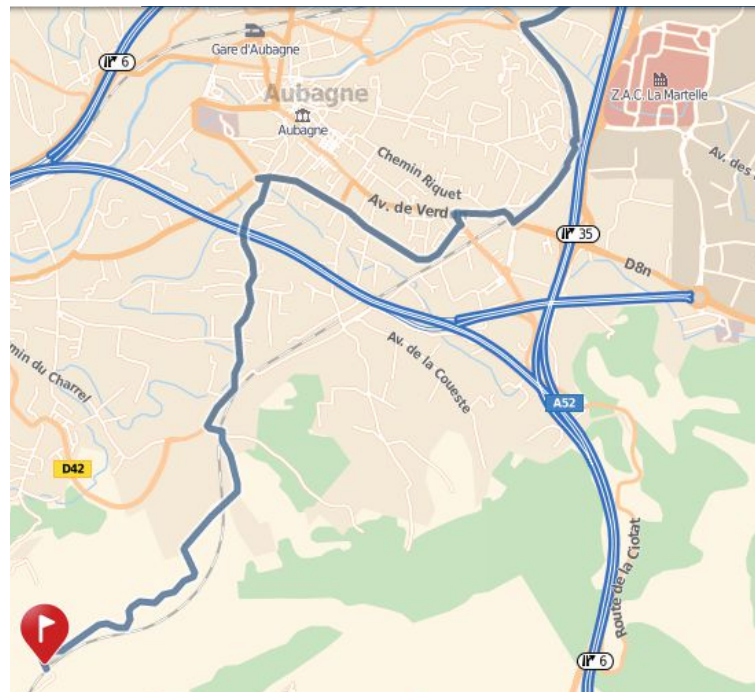 6
Gare d'Aubagne
Aubagne
Aubagne
Z.A.C. La Martelle
Chemin Riquet
Av. des
Av. de Verd
35
D8n
min du Charrel
Av. de la Coueste
A52
D42
Route de la Ciotat
6